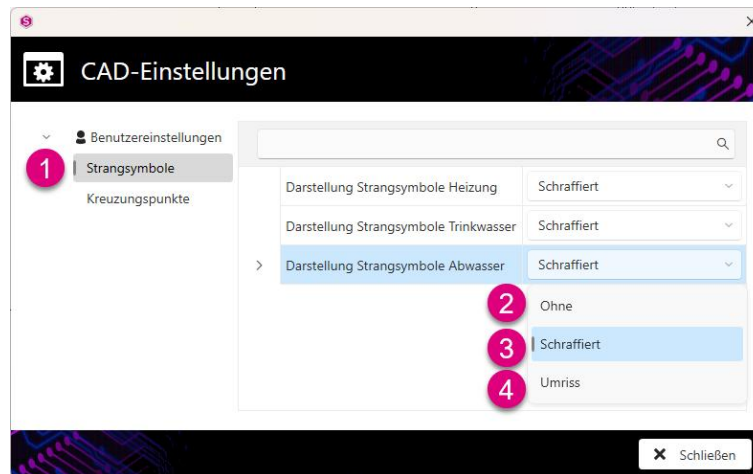 S
CAD-Einstellungen
Benutzereinstellungen
1
Strangsymbole
Kreuzungspunkte
Darstellung Strangsymbole Heizung Schraffiert
Darstellung Strangsymbole Trinkwasser Schraffiert
Darstellung Strangsymbole Abwasser Schraffiert
2 Ohne
3 Schraffiert
4 Umriss
Schließen